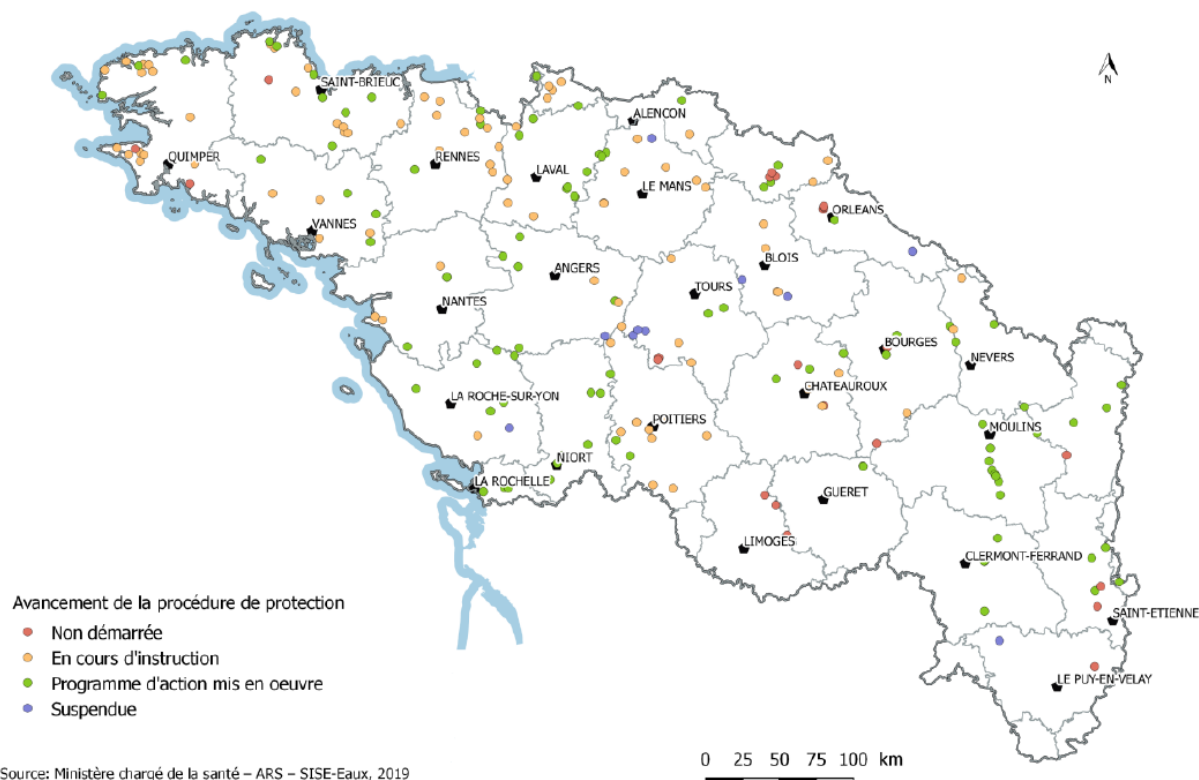 N
SAINT-BRIEUC
ALENCON
QUIMPER
RENNES
LAVAL
LE MANS
ORLEANS
VANNES
BLOIS
ANGERS
TOURS
NANTES
BOURGES
NEVERS
CHATEAUROUX
LA ROCHE-SUR-YON
POITIERS
MOULINS
NIORT
LA ROCHELLE
GUERET
LIMOGES
CLERMONT-FERRAND
SAINT-ETIENNE
LE PUY-EN-VELAY
Avancement de la procédure de protection
Non démarrée
En cours d'instruction
Programme d'action mis en oeuvre
Suspendue
0 25 50 75 100 km
Source: Ministère chargé de la santé – ARS – SISE-Eaux, 2019